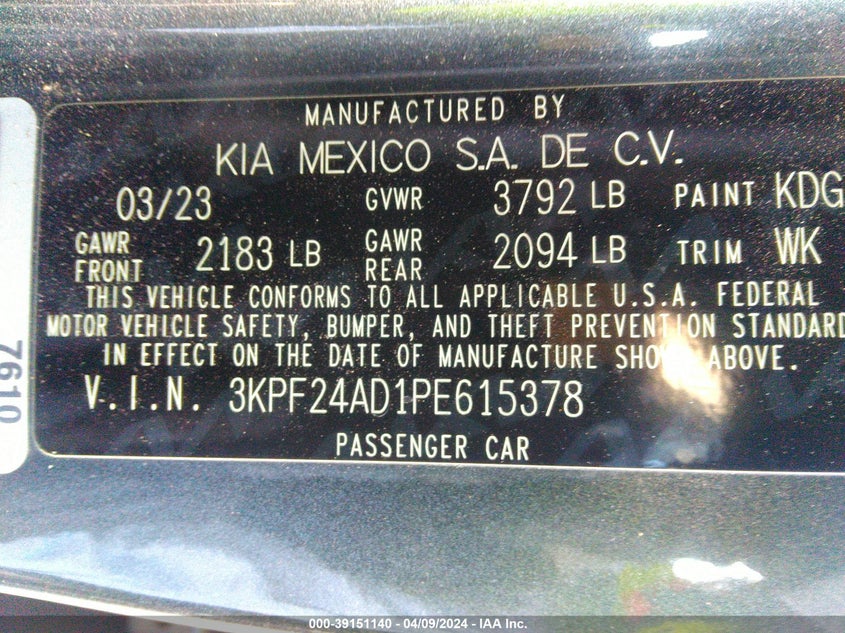 MANUFACTURED BY
KIA MEXICO S.A. DE C.V.
03/23 GVWR 3792 LB PAINT KDG
GAWR FRONT 2183 LB GAWR REAR 2094 LB TRIM WK
THIS VEHICLE CONFORMS TO ALL APPLICABLE U.S.A. FEDERAL
MOTOR VEHICLE SAFETY, BUMPER, AND THEFT PREVENTION STANDARD
IN EFFECT ON THE DATE OF MANUFACTURE SHOWN ABOVE.
V.I.N. 3KPF24AD1PE615378
PASSENGER CAR
7610
000-39151140 - 04/09/2024 - IAA Inc.